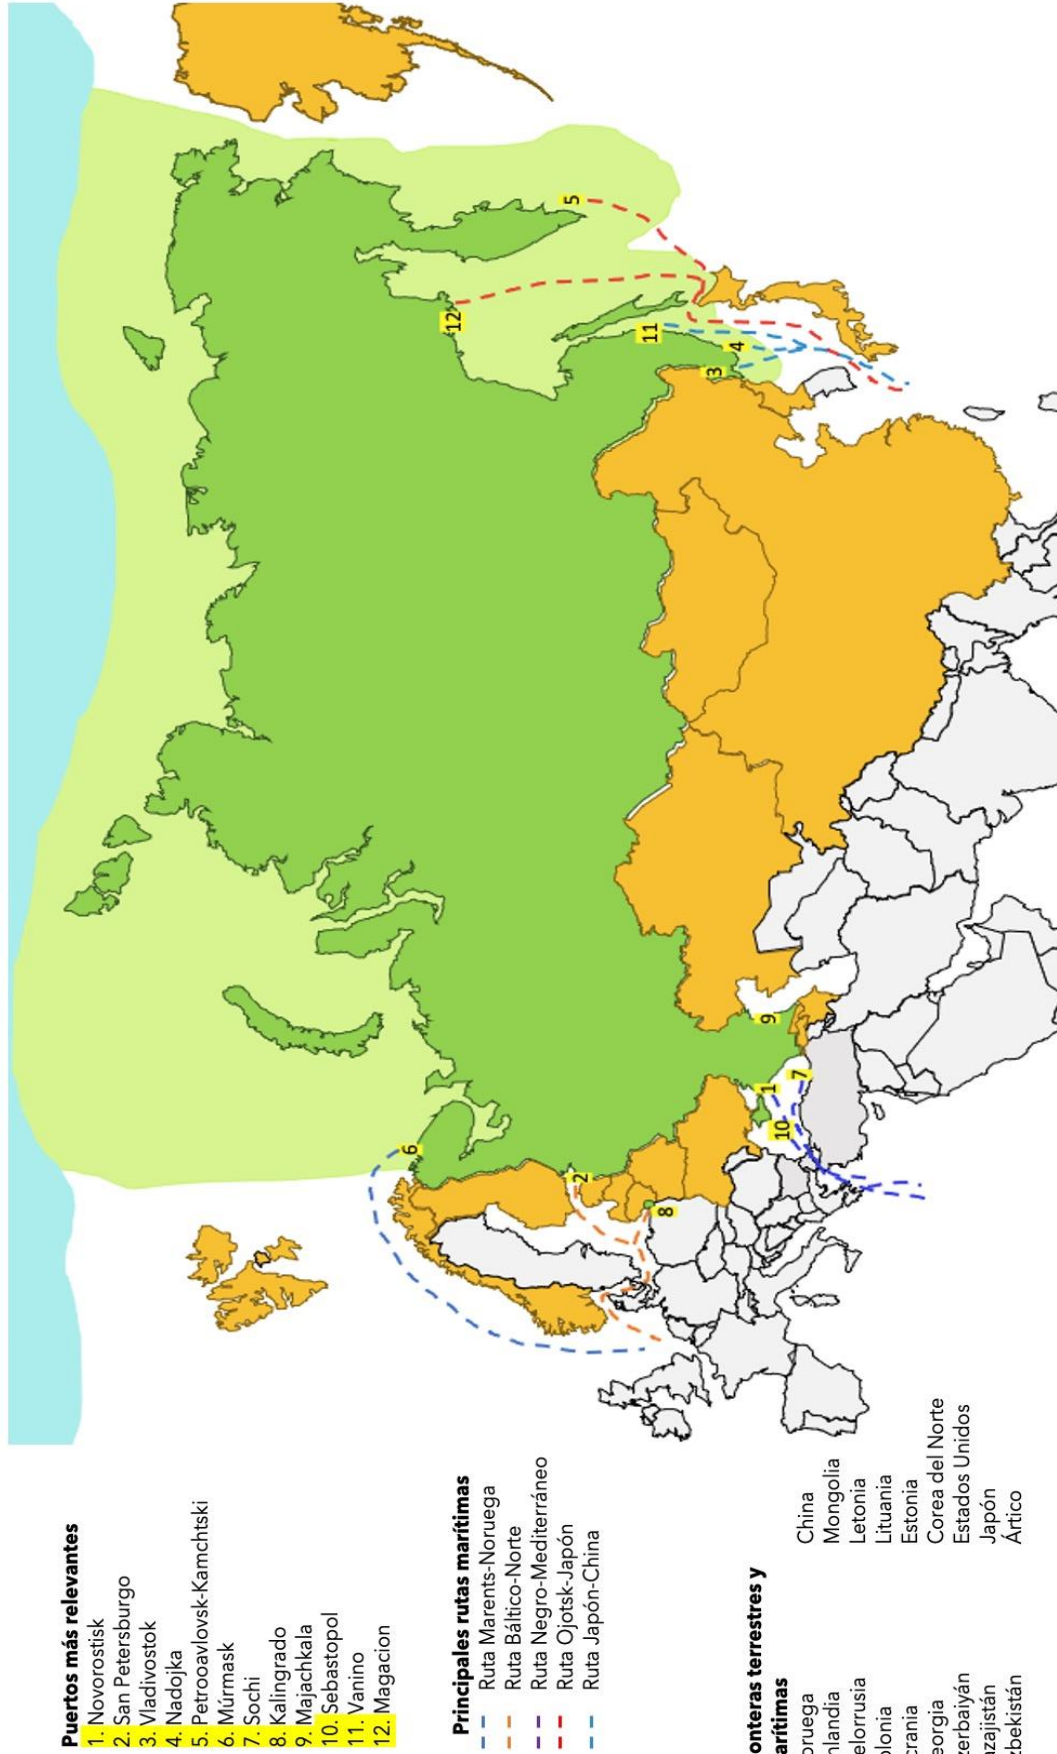 Puertos más relevantes
1. Novorostisk
2. San Petersburgo
3. Vladivostok
4. Nadojka
5. Petrooavlovsk-Kamchtski
6. Múrmask
7. Sochi
8. Kalingrado
9. Majachkala
10. Sebastopol
11. Vanino
12. Magacion
Principales rutas marítimas
Ruta Marents-Noruega
Ruta Báltico-Norte
Ruta Negro-Mediterráneo
Ruta Ojotsk-Japón
Ruta Japón-China
onteras terrestres y
arítimas
oruega
nlandia
elorrusia
olonia
crania
eorgia
zerbaiyán
azajistán
zbekistán
China
Mongolia
Letonia
Lituania
Estonia
Corea del Norte
Estados Unidos
Japón
Ártico
6
2
8
10
1
7
9
12
11
3
4
5